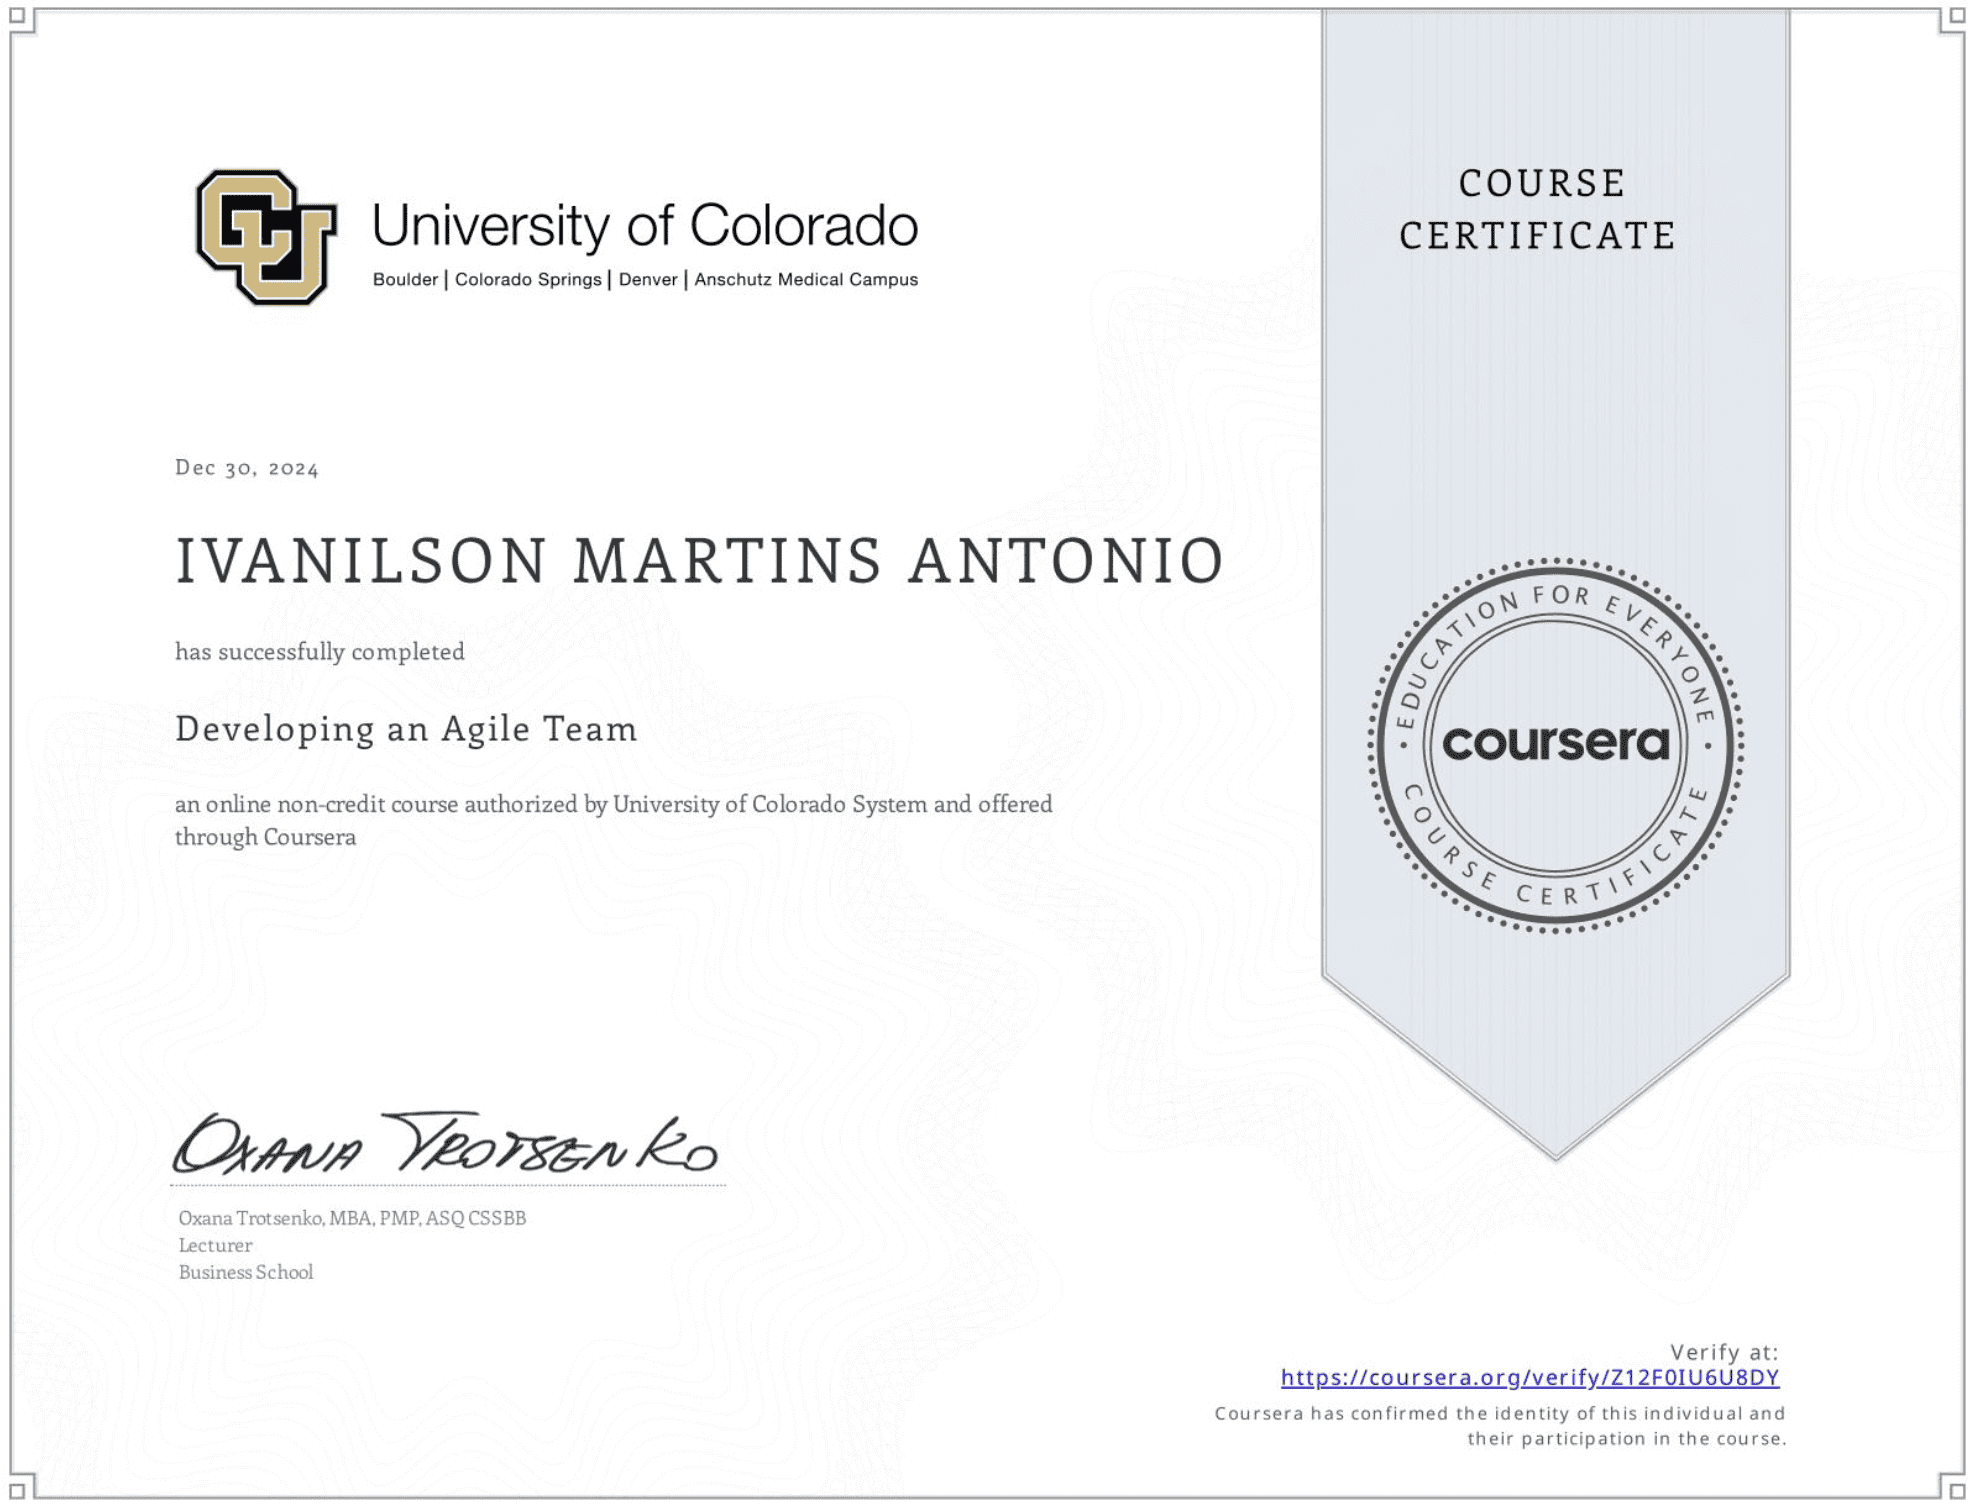 CU
University of Colorado
Boulder | Colorado Springs | Denver | Anschutz Medical Campus
COURSE
CERTIFICATE
Dec 30, 2024
IVANILSON MARTINS ANTONIO
has successfully completed
Developing an Agile Team
an online non-credit course authorized by University of Colorado System and offered
through Coursera
EDUCATION FOR EVERYONE
coursera
COURSE CERTIFICATE
OXANA TROTSENKO
Oxana Trotsenko, MBA, PMP, ASQ CSSBB
Lecturer
Business School
Verify at:
https://coursera.org/verify/Z12F0IU6U8DY
Coursera has confirmed the identity of this individual and
their participation in the course.